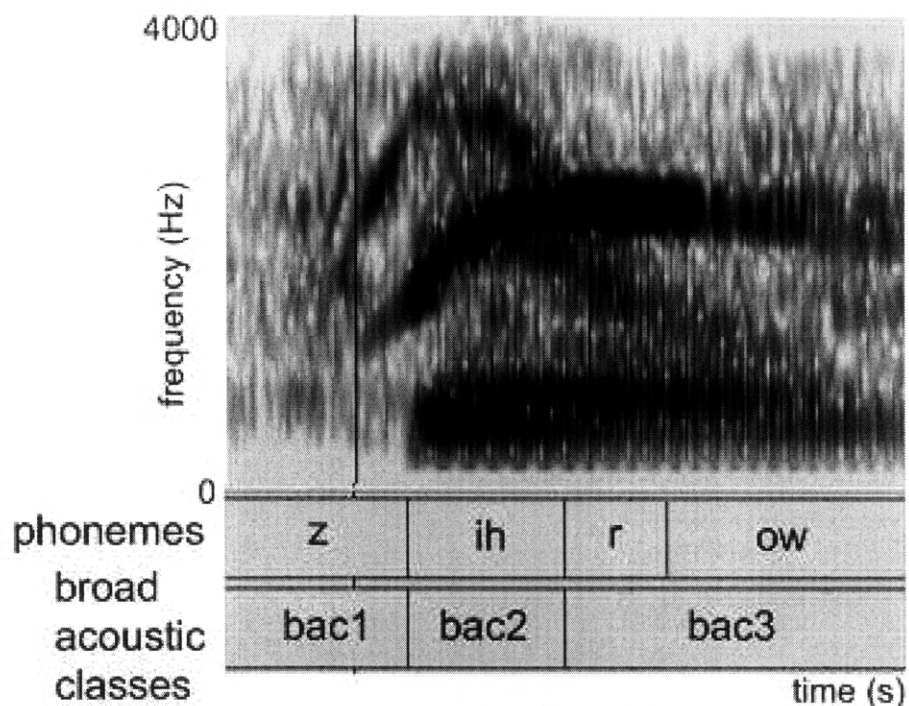 4000
frequency (Hz)
0
phonemes z ih r ow
broad
acoustic bac1 bac2 bac3
classes
time (s)